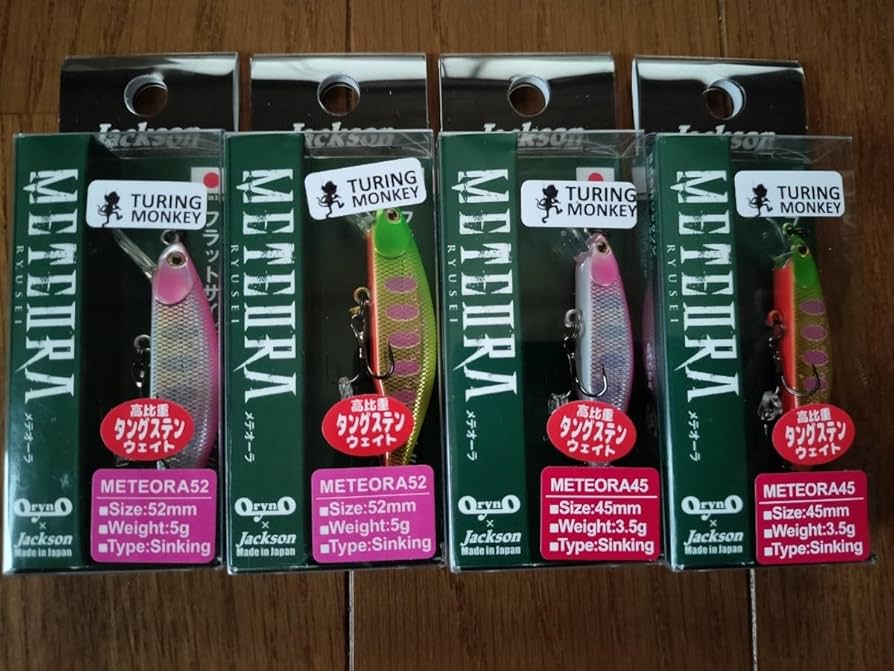 Jackson
TURING
MONKEY
METEORA
RYUSEI
メテオーラ
フラットサイ
高比重
タングステン
ウェイト
METEORA52
■Size:52mm
■Weight:5g
■Type:Sinking
OrynO
×
Jackson
Made in Japan
Jackson
TURING
MONKEY
METEORA
RYUSEI
メテオーラ
高比重
タングステン
ウェイト
METEORA52
■Size:52mm
■Weight:5g
■Type:Sinking
OrynO
×
Jackson
Made in Japan
Jackson
TURING
MONKEY
METEORA
RYUSEI
メテオーラ
高比重
タングステン
ウェイト
METEORA45
■Size:45mm
■Weight:3.5g
■Type:Sinking
OrynO
×
Jackson
Made in Japan
Jackson
TURING
MONKEY
METEORA
RYUSEI
メテオーラ
高比重
タングステン
ウェイト
METEORA45
■Size:45mm
■Weight:3.5g
■Type:Sinking
OrynO
×
Jackson
Made in Japan